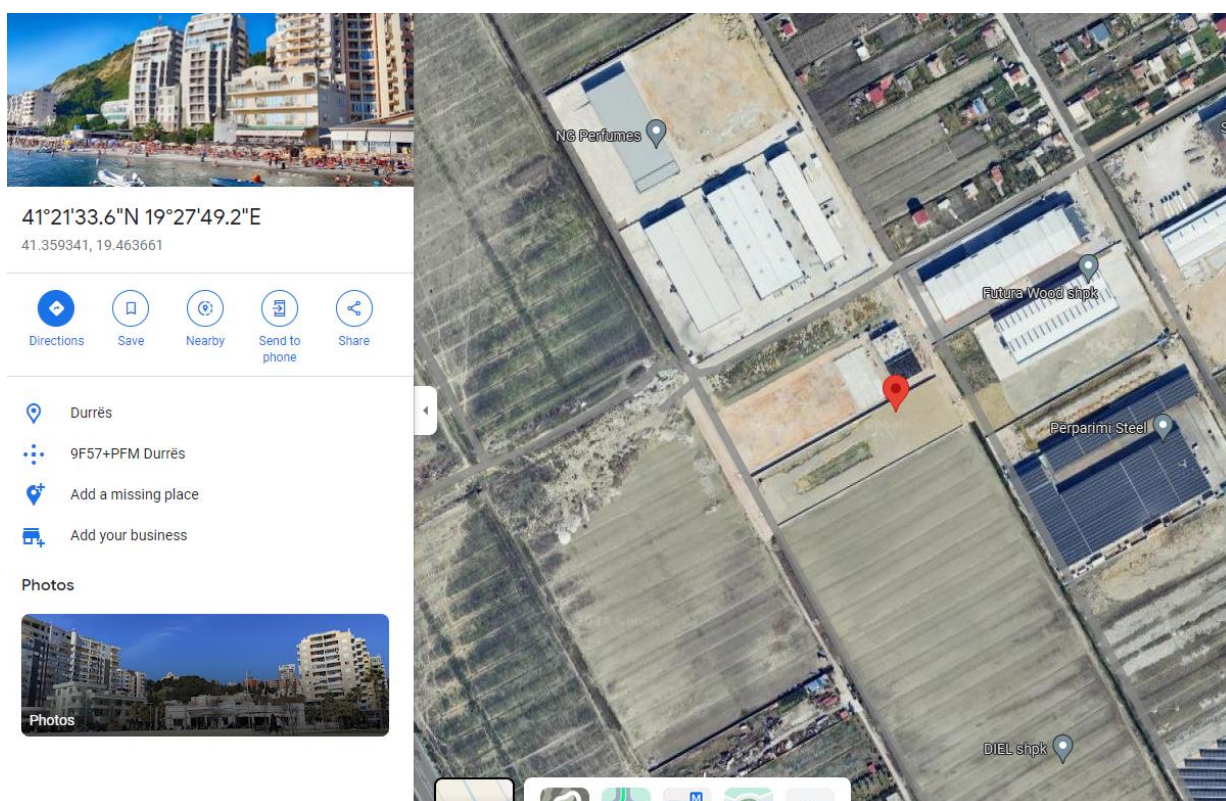 41°21'33.6"N 19°27'49.2"E
41.359341, 19.463661
Directions
Save
Nearby
Send to
phone
Share
Durrës
9F57+PFM Durrës
Add a missing place
Add your business
Photos
Photos
NG Perfumes
Futura Wood shpk
Perparimi Steel
DIEL shpk
M